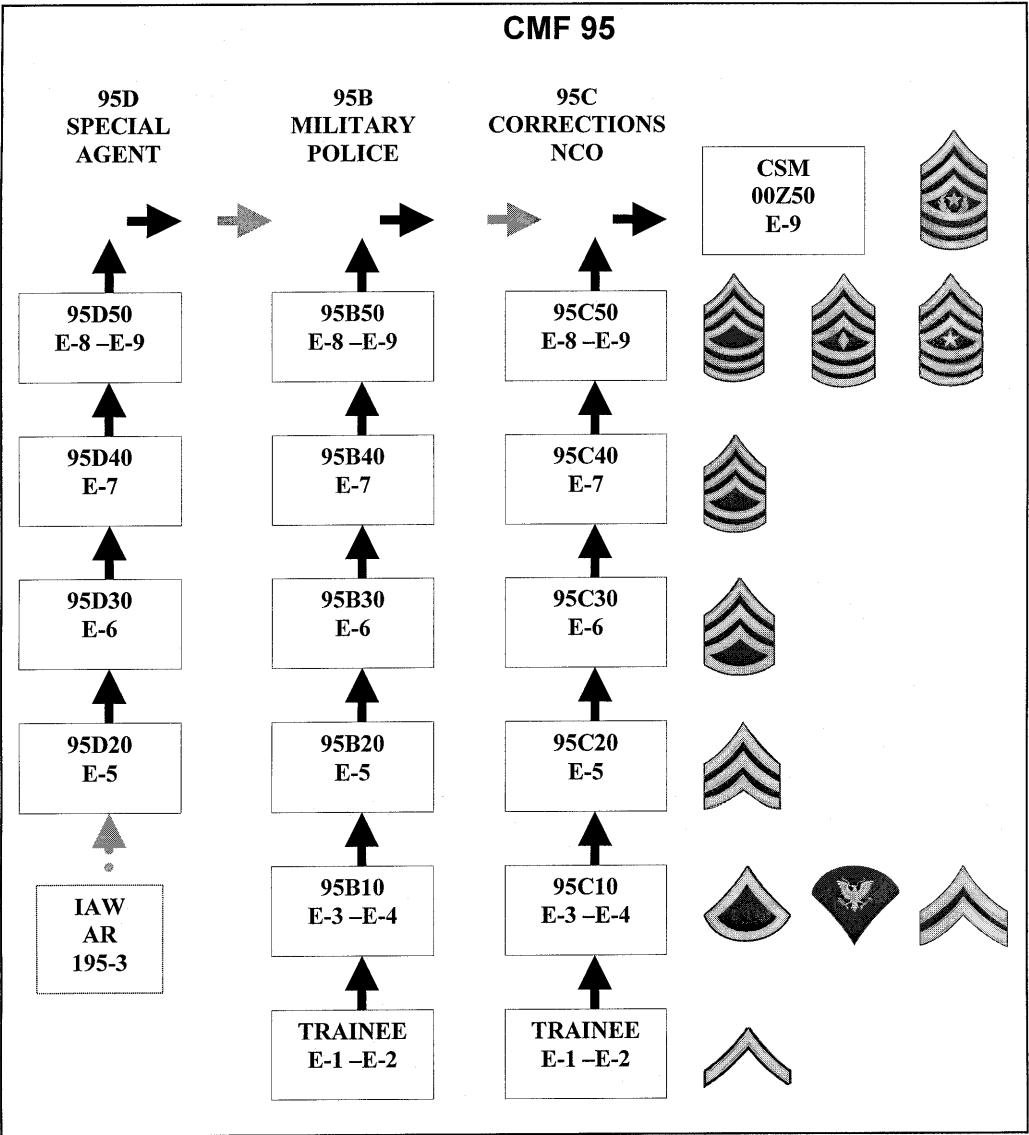 CMF 95
95D
SPECIAL
AGENT
95B
MILITARY
POLICE
95C
CORRECTIONS
NCO
CSM
00Z50
E-9
95D50
E-8 –E-9
95B50
E-8 –E-9
95C50
E-8 –E-9
95D40
E-7
95B40
E-7
95C40
E-7
95D30
E-6
95B30
E-6
95C30
E-6
95D20
E-5
95B20
E-5
95C20
E-5
IAW
AR
195-3
95B10
E-3 –E-4
95C10
E-3 –E-4
TRAINEE
E-1 –E-2
TRAINEE
E-1 –E-2